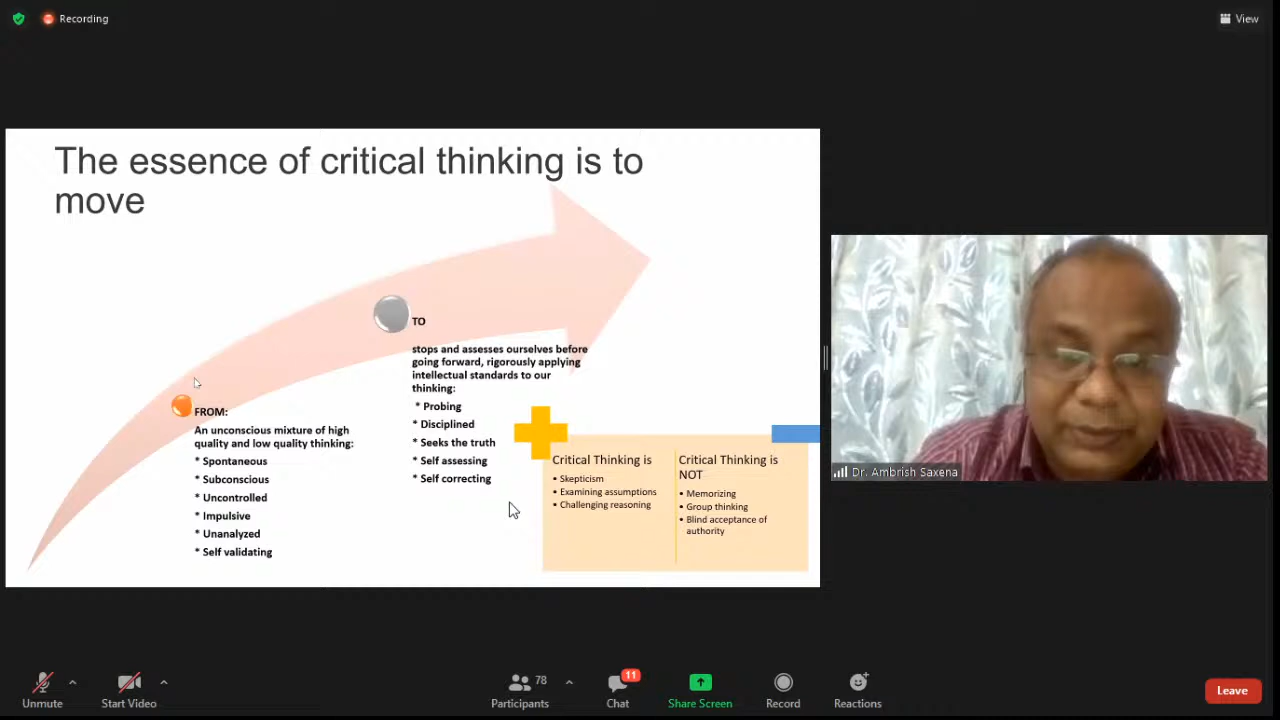 Recording
View
The essence of critical thinking is to
move
TO
stops and assesses ourselves before
going forward, rigorously applying
intellectual standards to our
thinking:
* Probing
* Disciplined
* Seeks the truth
* Self assessing
* Self correcting
FROM:
An unconscious mixture of high
quality and low quality thinking:
* Spontaneous
* Subconscious
* Uncontrolled
* Impulsive
* Unanalyzed
* Self validating
Critical Thinking is
• Skepticism
• Examining assumptions
• Challenging reasoning
Critical Thinking is
NOT
• Memorizing
• Group thinking
• Blind acceptance of
authority
Dr. Ambrish Saxena
Unmute
Start Video
78
Participants
11
Chat
Share Screen
Record
Reactions
Leave